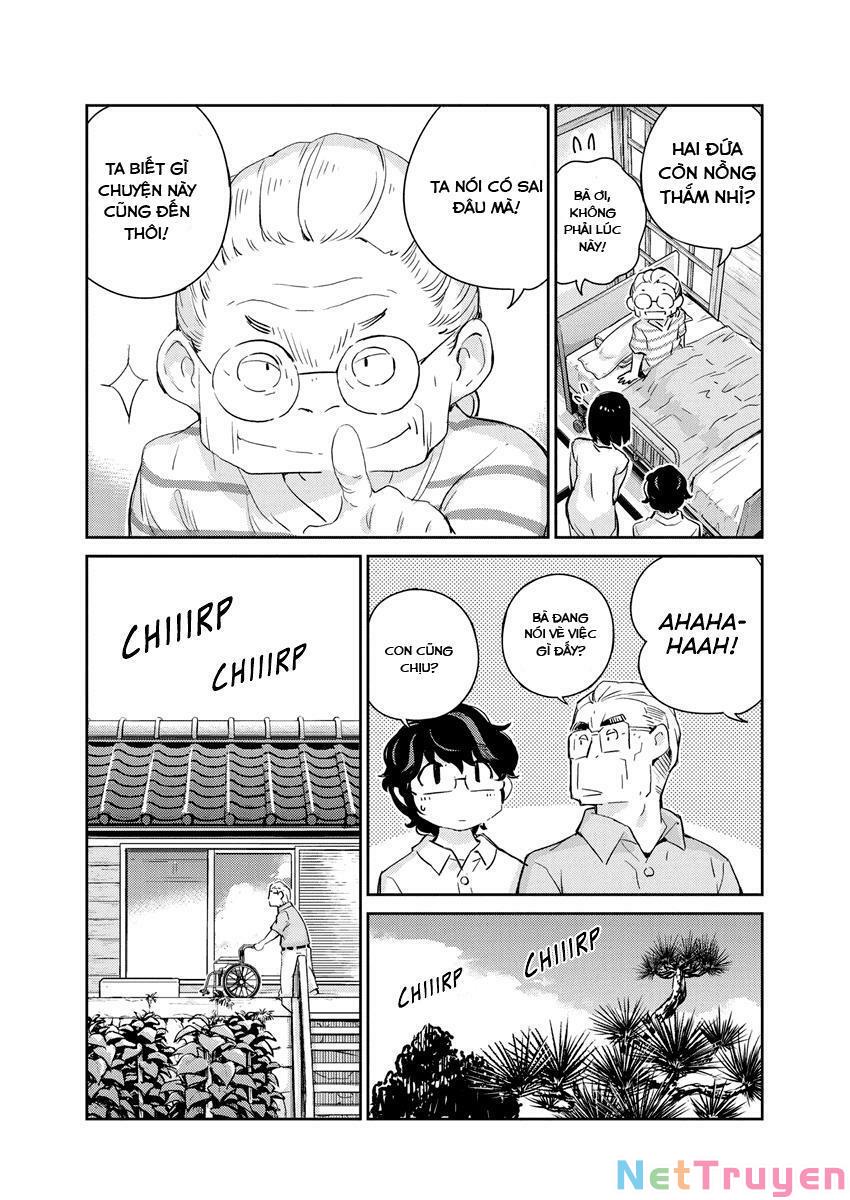 HAI ĐỨA
CÒN NỒNG
THẮM NHỈ?
BẢ ƠI,
KHÔNG
PHẢI LÚC
NÀY!
TA NÓI CÓ SAI
ĐÂU MÀ!
TA BIẾT GÌ
CHUYỆN NÀY
CŨNG ĐẾN
THÔI!
AHAHA-
HAAH!
BẢ ĐANG
NÓI VỀ VIỆC
GÌ ĐẤY?
CON CŨNG
CHỊU?
CHIIIRP
CHIIIRP
CHIIIRP
CHIIIRP
NetTruyen